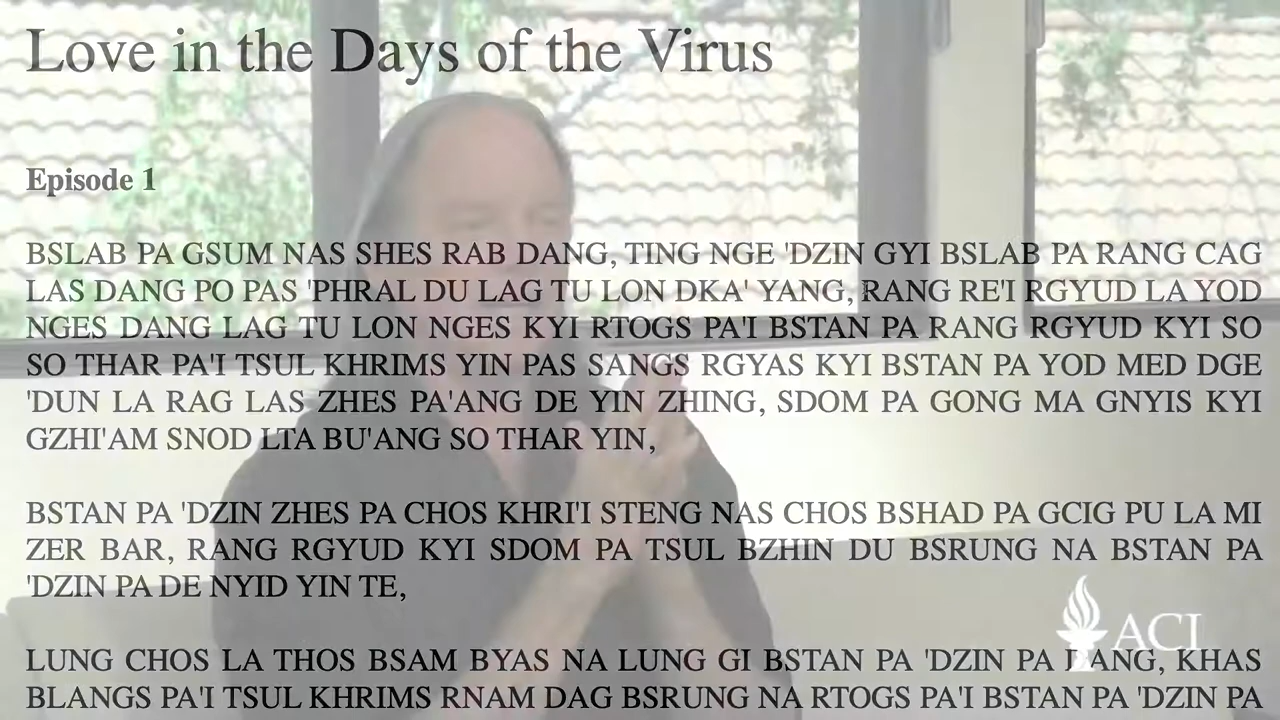 Love in the Days of the Virus
Episode 1
BSLAB PA GSUM NAS SHES RAB DANG, TING NGE 'DZIN GYI BSLAB PA RANG CAG
LAS DANG PO PAS 'PHRAL DU LAG TU LON DKA' YANG, RANG RE'I RGYUD LA YOD
NGES DANG LAG TU LON NGES KYI RTOGS PA'I BSTAN PA RANG RGYUD KYI SO
SO THAR PA'I TSUL KHRIMS YIN PAS SANGS RGYAS KYI BSTAN PA YOD MED DGE
'DUN LA RAG LAS ZHES PA'ANG DE YIN ZHING, SDOM PA GONG MA GNYIS KYI
GZHI'AM SNOD LTA BU'ANG SO THAR YIN,
BSTAN PA 'DZIN ZHES PA CHOS KHRI'I STENG NAS CHOS BSHAD PA GCIG PU LA MI
ZER BAR, RANG RGYUD KYI SDOM PA TSUL BZHIN DU BSRUNG NA BSTAN PA
'DZIN PA DE NYID YIN TE,
ACI
LUNG CHOS LA THOS BSAM BYAS NA LUNG GI BSTAN PA 'DZIN PA DANG, KHAS
BLANGS PA'I TSUL KHRIMS RNAM DAG BSRUNG NA RTOGS PA'I BSTAN PA 'DZIN PA